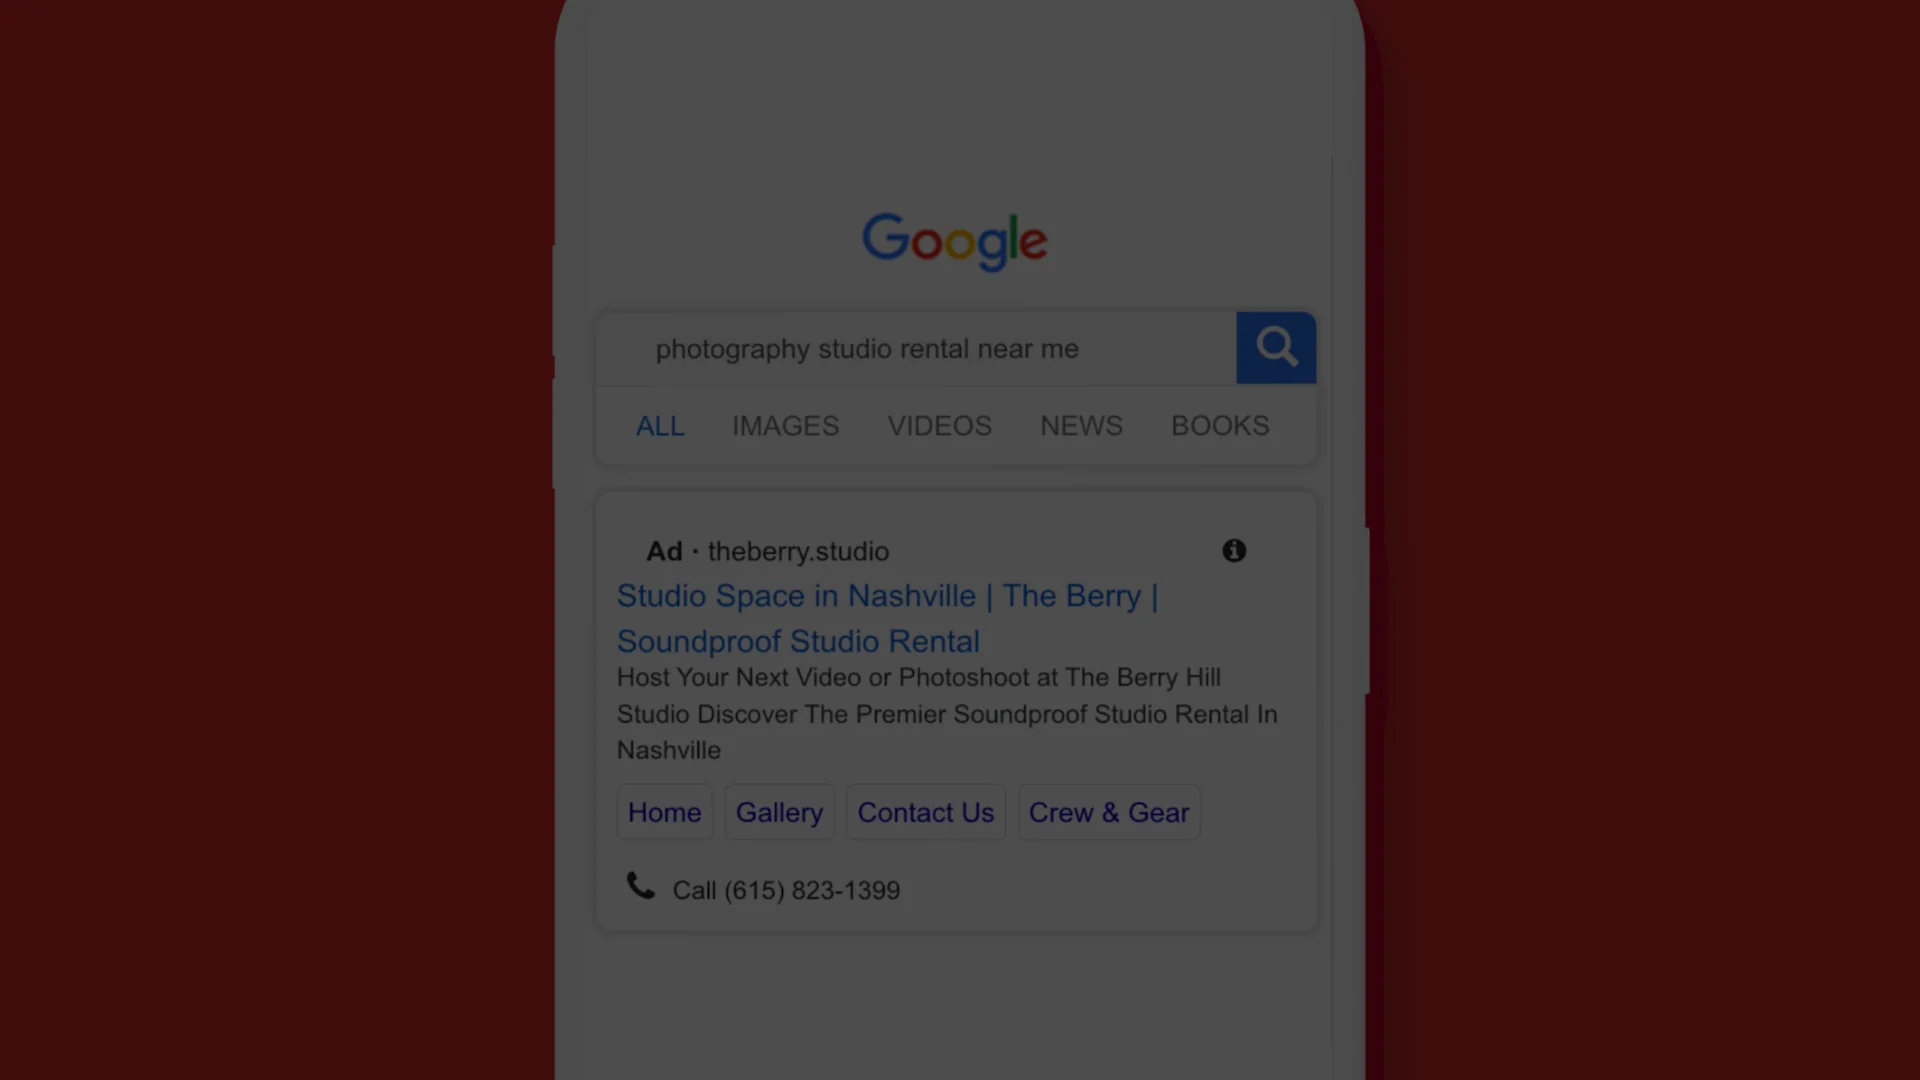 Google
photography studio rental near me
ALL IMAGES VIDEOS NEWS BOOKS
Ad · theberry.studio
Studio Space in Nashville | The Berry |
Soundproof Studio Rental
Host Your Next Video or Photoshoot at The Berry Hill
Studio Discover The Premier Soundproof Studio Rental In
Nashville
Home Gallery Contact Us Crew & Gear
Call (615) 823-1399